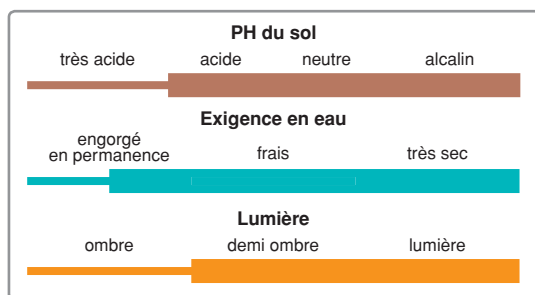 PH du sol
très acide acide neutre alcalin
Exigence en eau
engorgé
en permanence frais très sec
Lumière
ombre demi ombre lumière